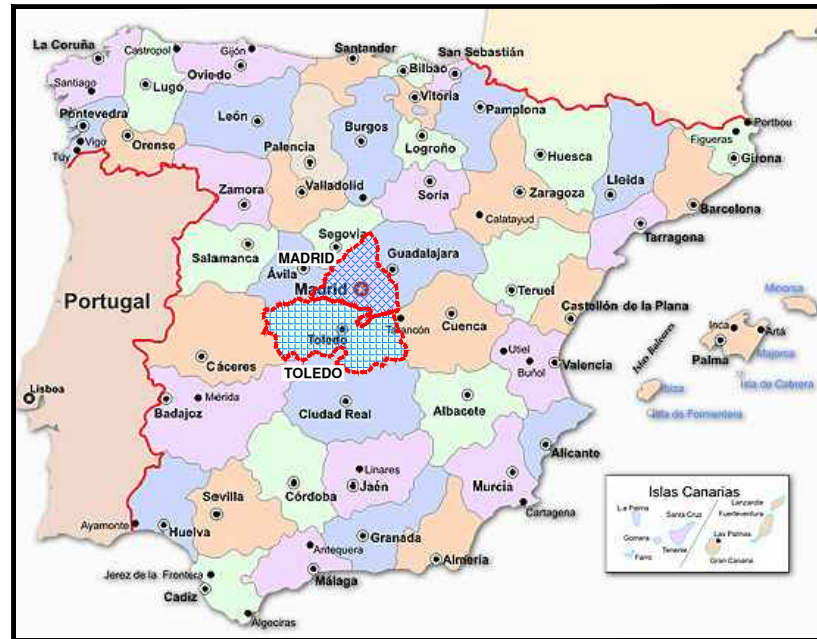 La Coruña
Castropol
Gijón
Santander
San Sebastián
Oviedo
Bilbao
Santiago
Lugo
Vitoria
Pamplona
Pontevedra
León
Burgos
Logroño
Portbou
Figueras
Vigo
Orense
Palencia
Huesca
Girona
Tuy
Zamora
Valladolid
Soria
Zaragoza
Lleida
Barcelona
Calatayud
Tarragona
Segovia
Salamanca
MADRID
Guadalajara
Ávila
Madrid
Teruel
Minorsa
Portugal
Castellón de la Plana
Toledo
Tarancón
Cuenca
Islas Baleares
Inca
Artá
Cáceres
TOLEDO
Utiel
Buñol
Valencia
Palma
Majorca
Lisboa
Mérida
Ibiza
Isla de Cabrera
Badajoz
Ciudad Real
Albacete
Isla de Formentera
Alicante
Linares
Córdoba
Jaén
Murcia
Islas Canarias
Sevilla
Cartagena
La Palma
Santa Cruz
Lanzarote
Fuerteventura
Ayamonte
Huelva
Granada
Gomera
Las Palmas
Antequera
Almería
Tenerife
Ferro
Gran Canaria
Jerez de la Frontera
Málaga
Cadiz
Algeciras